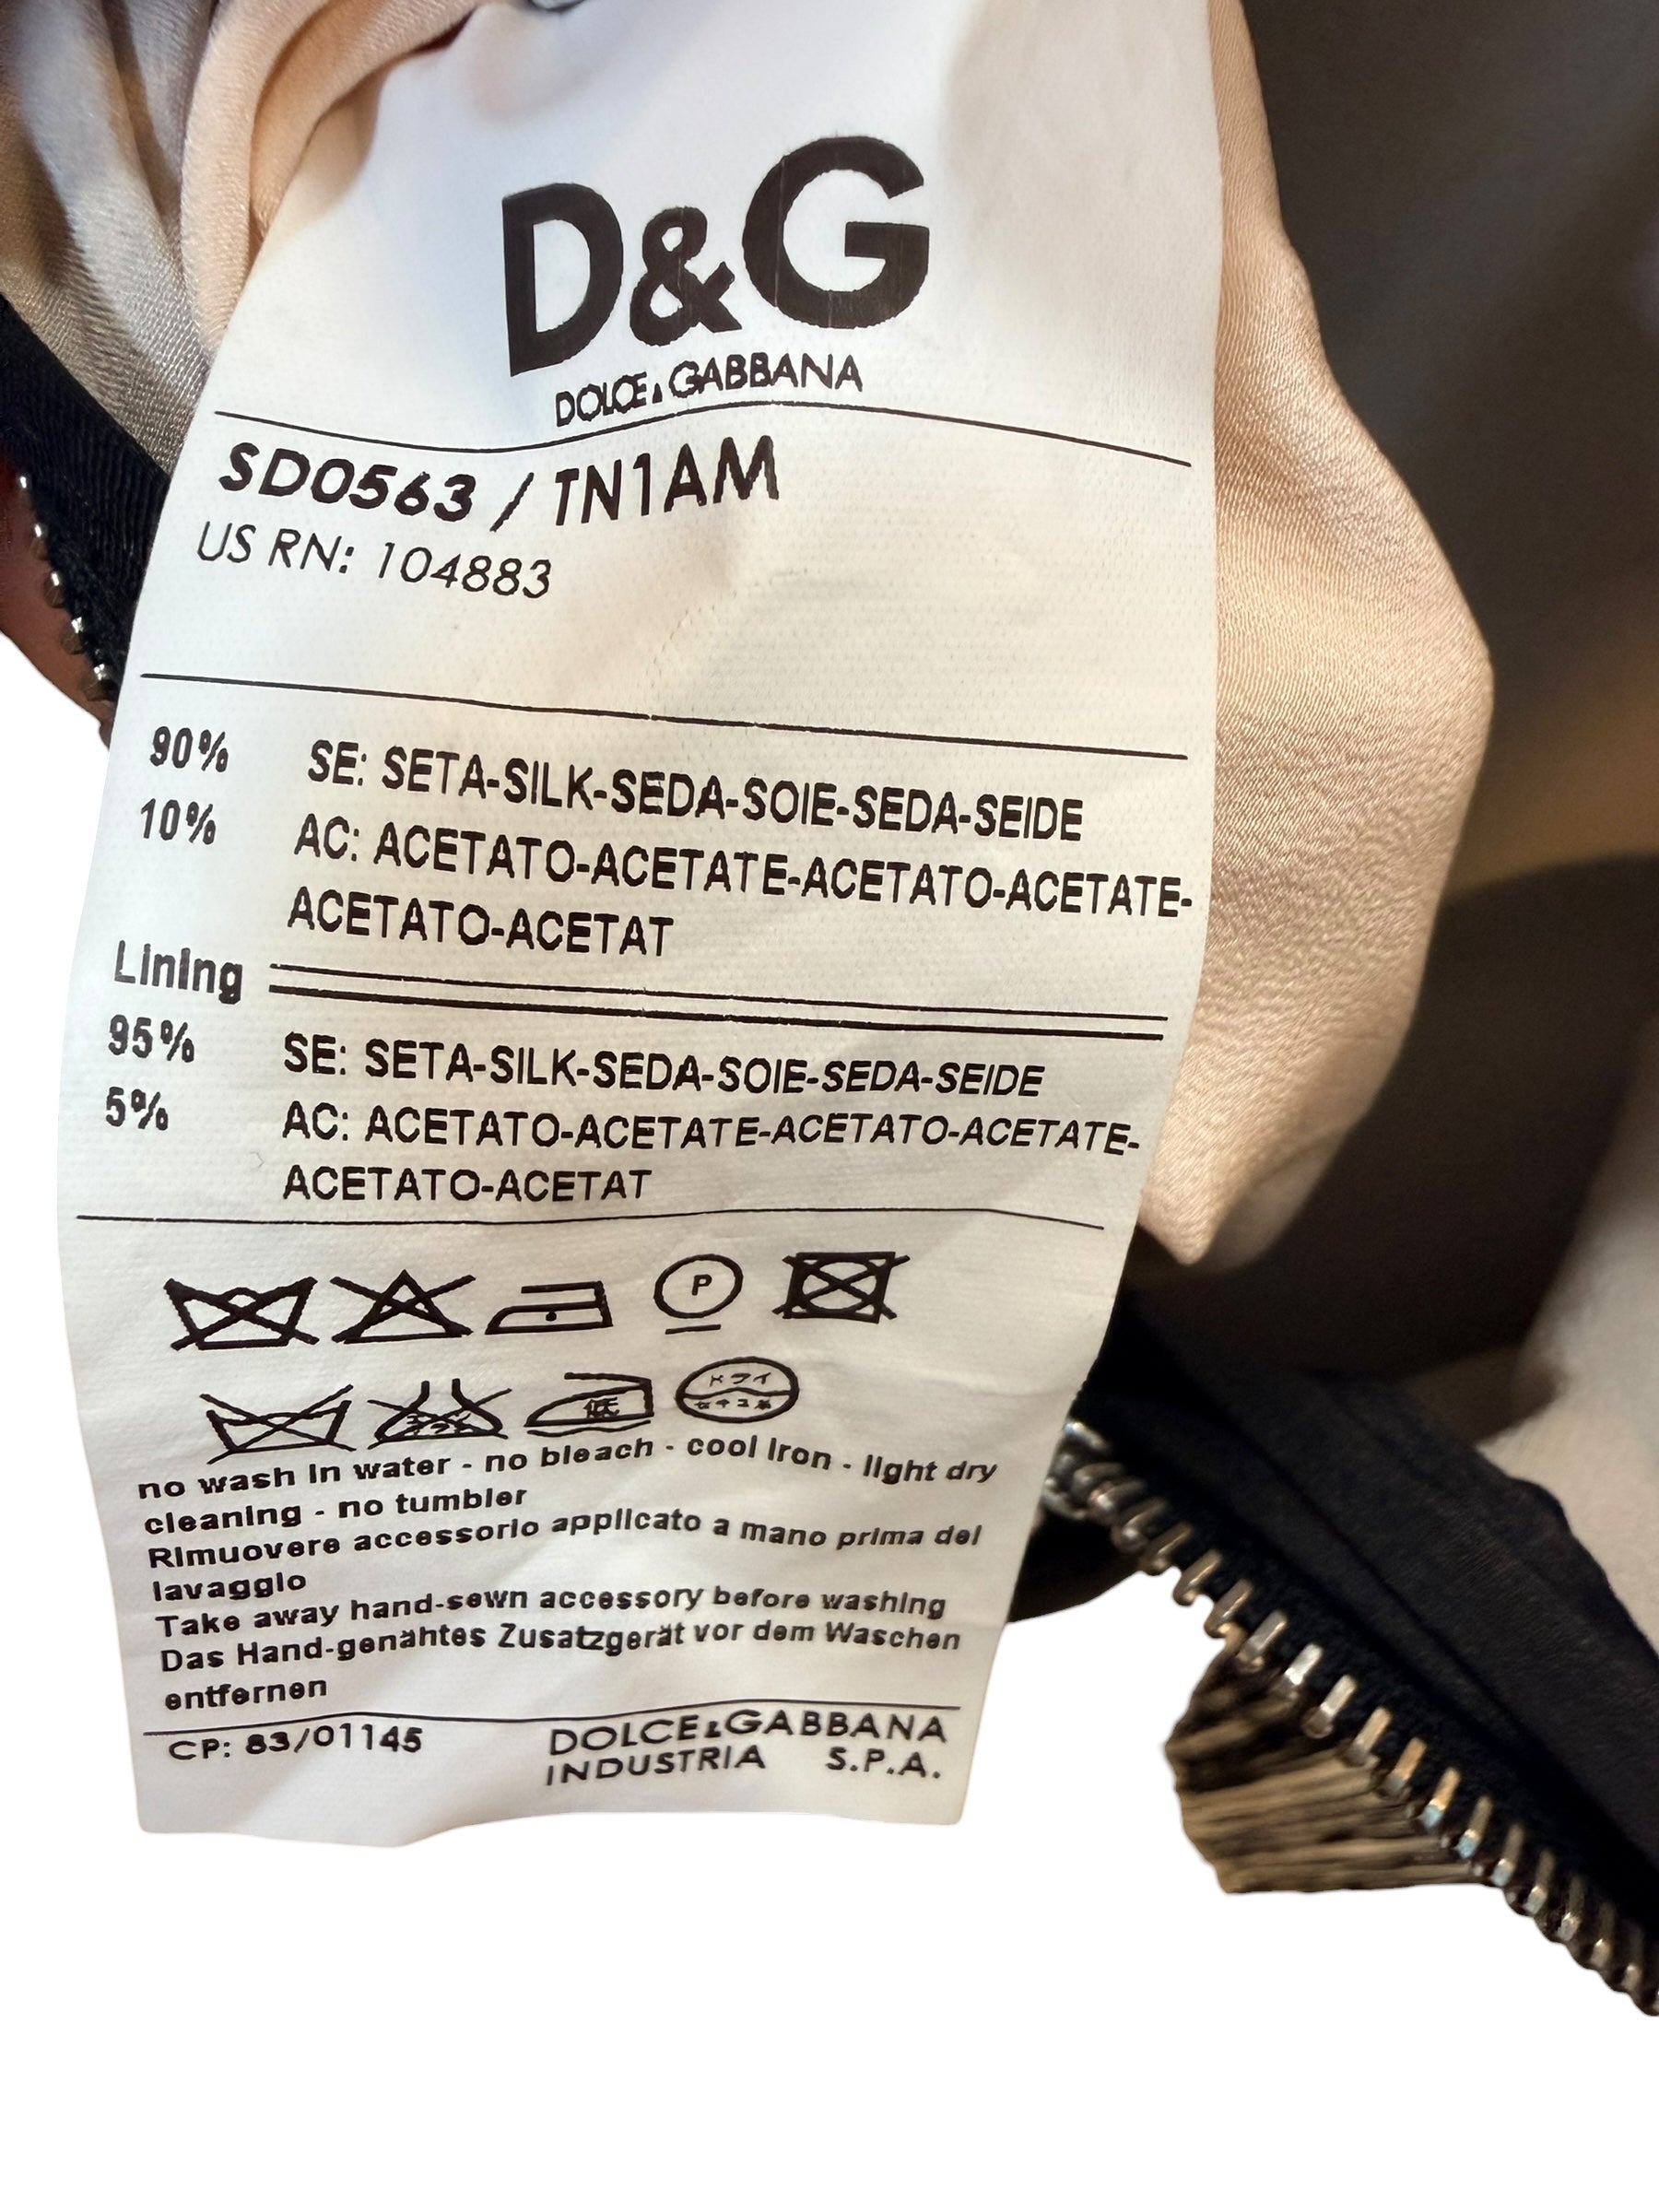 D&G
DOLCE&GABBANA
SD0563 / TN1AM
US RN: 104883
90% SE: SETA-SILK-SEDA-SOIE-SEDA-SEIDE
10% AC: ACETATO-ACETATE-ACETATO-ACETATE-
ACETATO-ACETAT
Lining
95% SE: SETA-SILK-SEDA-SOIE-SEDA-SEIDE
5% AC: ACETATO-ACETATE-ACETATO-ACETATE-
ACETATO-ACETAT
P
低 ドライ
no wash in water - no bleach - cool iron - light dry
cleaning - no tumbler
Rimuovere accessorio applicato a mano prima del
lavaggio
Take away hand-sewn accessory before washing
Das Hand-genähtes Zusatzgerät vor dem Waschen
entfernen
CP: 83/01145 DOLCE&GABBANA
INDUSTRIA S.P.A.